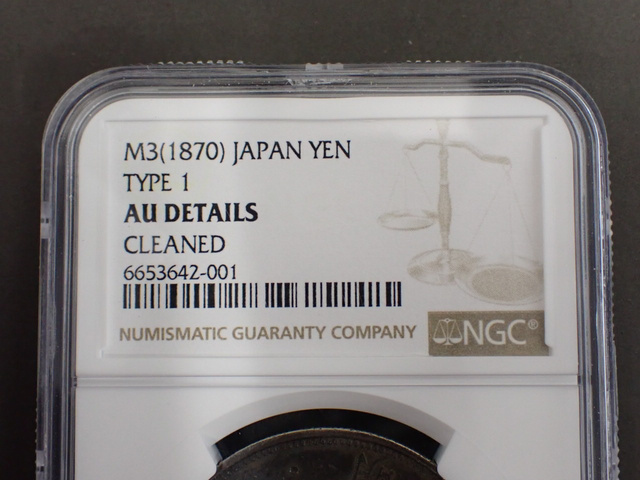 M3(1870) JAPAN YEN
TYPE 1
AU DETAILS
CLEANED
6653642-001
NUMISMATIC GUARANTY COMPANY NGC®